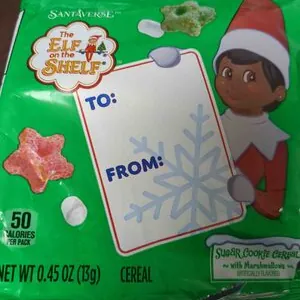 SANTAVERSE™
The
ELF
on the
SHELF®
TO:
FROM:
50
CALORIES
PER PACK
SUGAR COOKIE CEREAL
with Marshmallows
ARTIFICIALLY FLAVORED
NET WT 0.45 OZ (13g) CEREAL